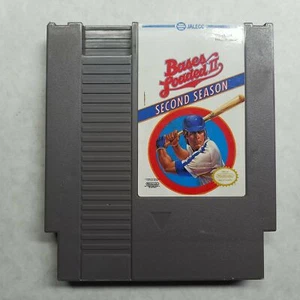 JALECO
Bases
Loaded II
SECOND SEASON